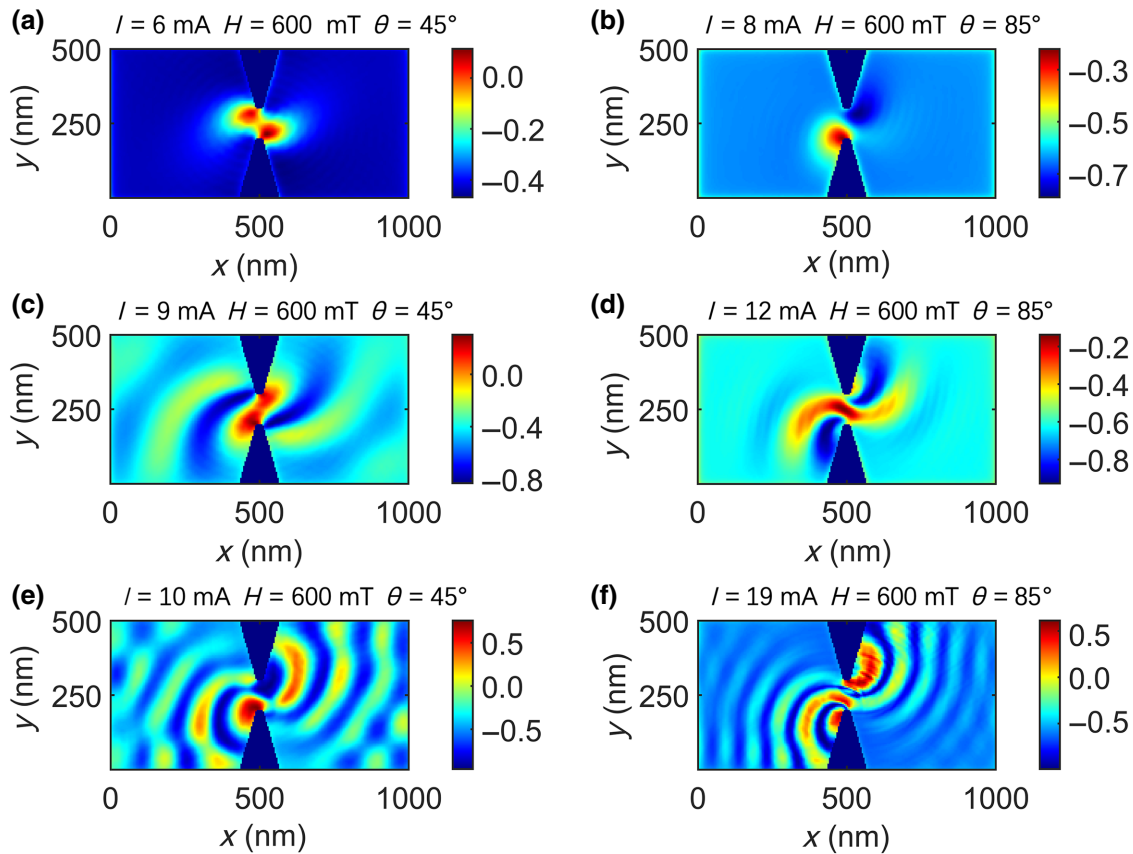 (a) I = 6 mA H = 600 mT θ = 45°
500
250
0
y (nm)
0 500 1000
x (nm)
0.0
−0.2
−0.4
(b) I = 8 mA H = 600 mT θ = 85°
500
250
y (nm)
0 500 1000
x (nm)
−0.3
−0.5
−0.7
(c) I = 9 mA H = 600 mT θ = 45°
500
250
y (nm)
0 500 1000
x (nm)
0.0
−0.4
−0.8
(d) I = 12 mA H = 600 mT θ = 85°
500
250
y (nm)
0 500 1000
x (nm)
−0.2
−0.4
−0.6
−0.8
(e) I = 10 mA H = 600 mT θ = 45°
500
250
y (nm)
0 500 1000
x (nm)
0.5
0.0
−0.5
(f) I = 19 mA H = 600 mT θ = 85°
500
250
y (nm)
0 500 1000
x (nm)
0.5
0.0
−0.5